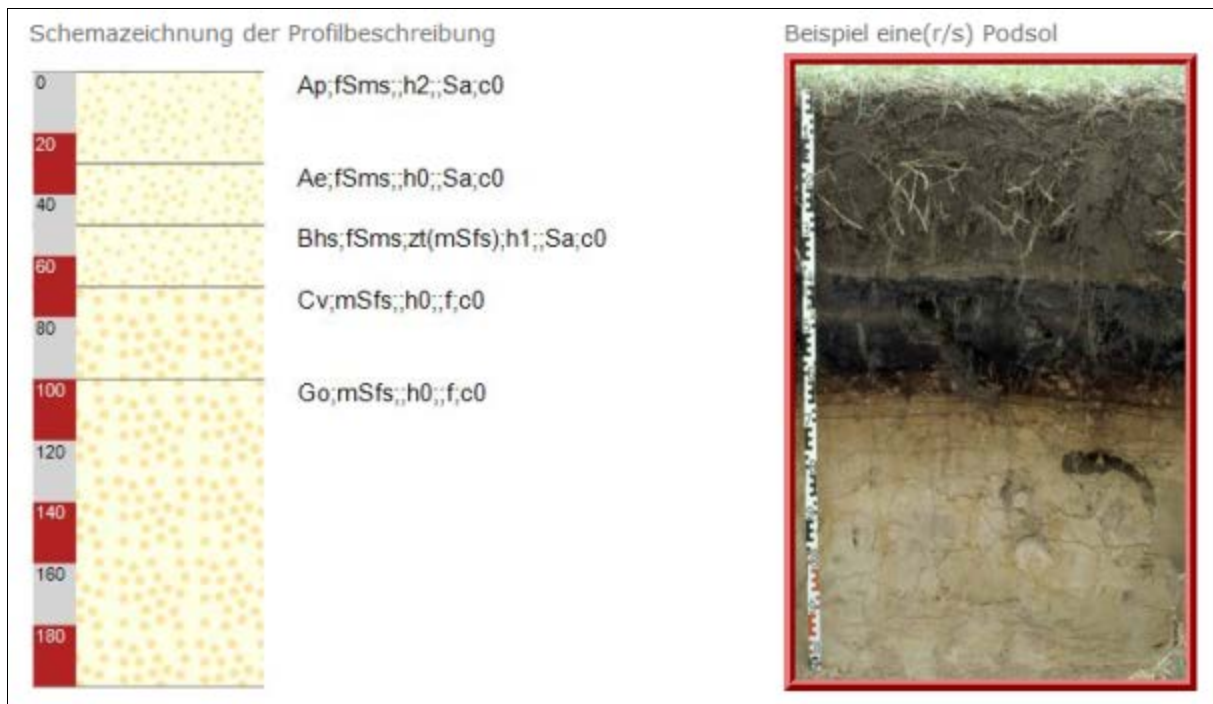 Schemazeichnung der Profilbeschreibung
Beispiel eine(r/s) Podsol
0
20
40
60
80
100
120
140
160
180
Ap;fSms;;h2;;Sa;c0
Ae;fSms;;h0;;Sa;c0
Bhs;fSms;zt(mSfs);h1;;Sa;c0
Cv;mSfs;;h0;;f;c0
Go;mSfs;;h0;;f;c0